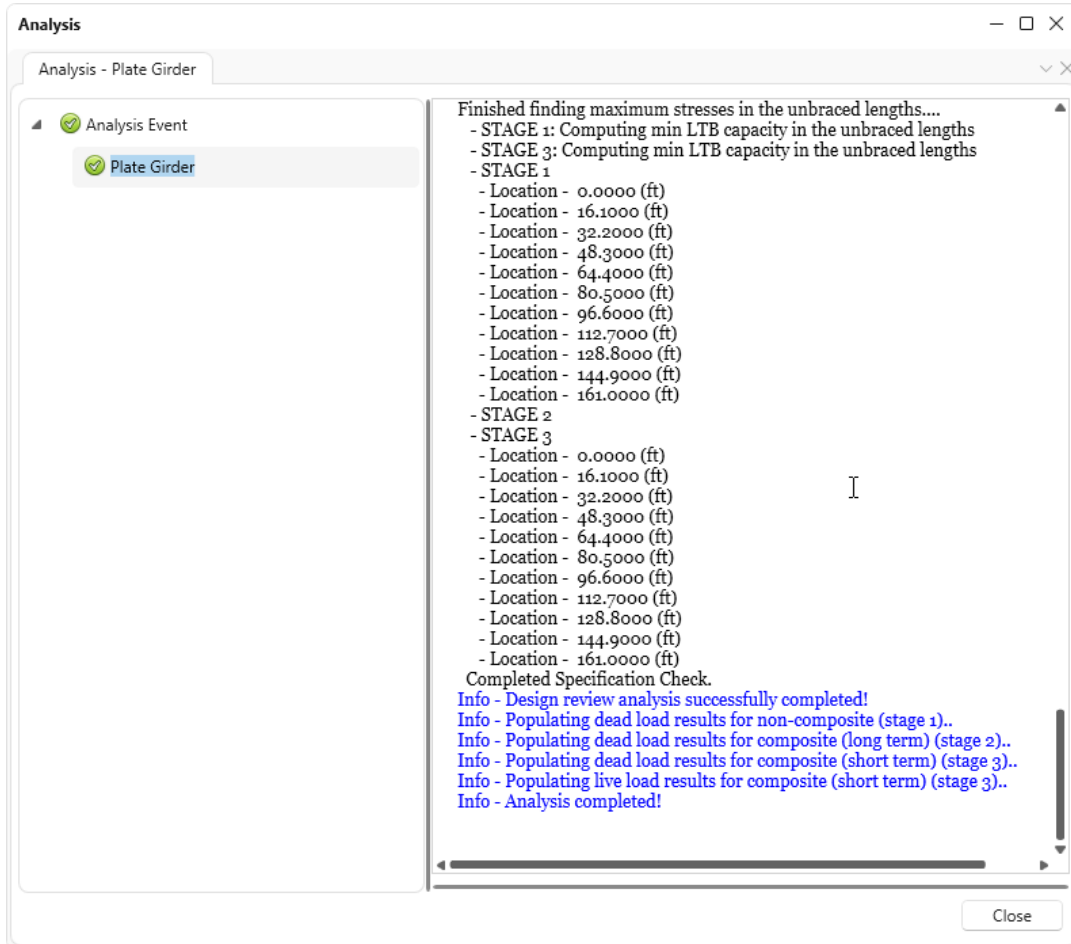 Analysis
Analysis - Plate Girder
Analysis Event
Plate Girder
Finished finding maximum stresses in the unbraced lengths....
- STAGE 1: Computing min LTB capacity in the unbraced lengths
- STAGE 3: Computing min LTB capacity in the unbraced lengths
- STAGE 1
- Location - 0.0000 (ft)
- Location - 16.1000 (ft)
- Location - 32.2000 (ft)
- Location - 48.3000 (ft)
- Location - 64.4000 (ft)
- Location - 80.5000 (ft)
- Location - 96.6000 (ft)
- Location - 112.7000 (ft)
- Location - 128.8000 (ft)
- Location - 144.9000 (ft)
- Location - 161.0000 (ft)
- STAGE 2
- STAGE 3
- Location - 0.0000 (ft)
- Location - 16.1000 (ft)
- Location - 32.2000 (ft)
- Location - 48.3000 (ft)
- Location - 64.4000 (ft)
- Location - 80.5000 (ft)
- Location - 96.6000 (ft)
- Location - 112.7000 (ft)
- Location - 128.8000 (ft)
- Location - 144.9000 (ft)
- Location - 161.0000 (ft)
Completed Specification Check.
Info - Design review analysis successfully completed!
Info - Populating dead load results for non-composite (stage 1)..
Info - Populating dead load results for composite (long term) (stage 2)..
Info - Populating dead load results for composite (short term) (stage 3)..
Info - Populating live load results for composite (short term) (stage 3)..
Info - Analysis completed!
Close